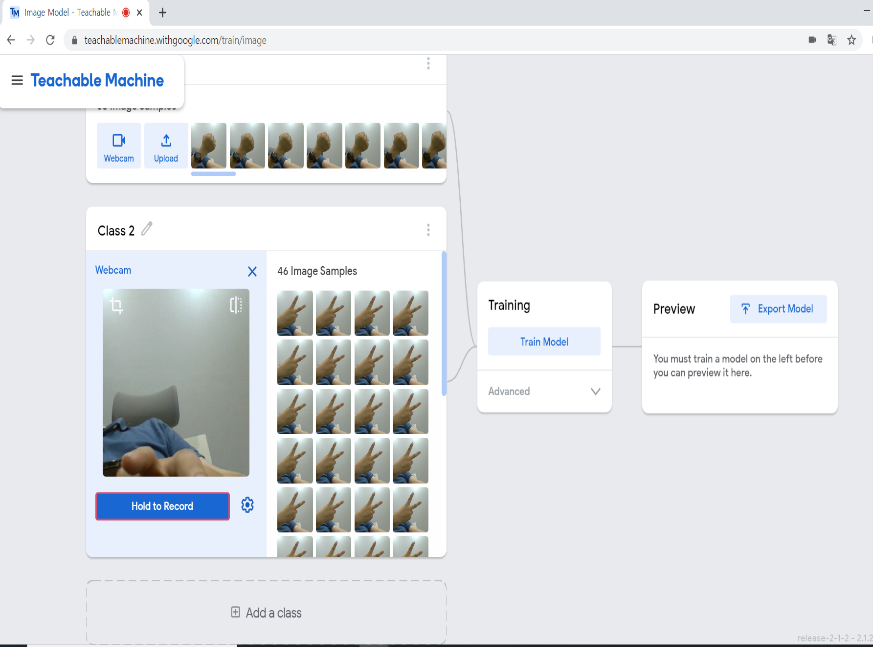 Image Model - Teachable M
teachablemachine.withgoogle.com/train/image
Teachable Machine
Image Samples
Webcam
Upload
Class 2
Webcam
46 Image Samples
Hold to Record
Add a class
Training
Train Model
Advanced
Preview
Export Model
You must train a model on the left before
you can preview it here.
release-2-1-2 - 2.1.2